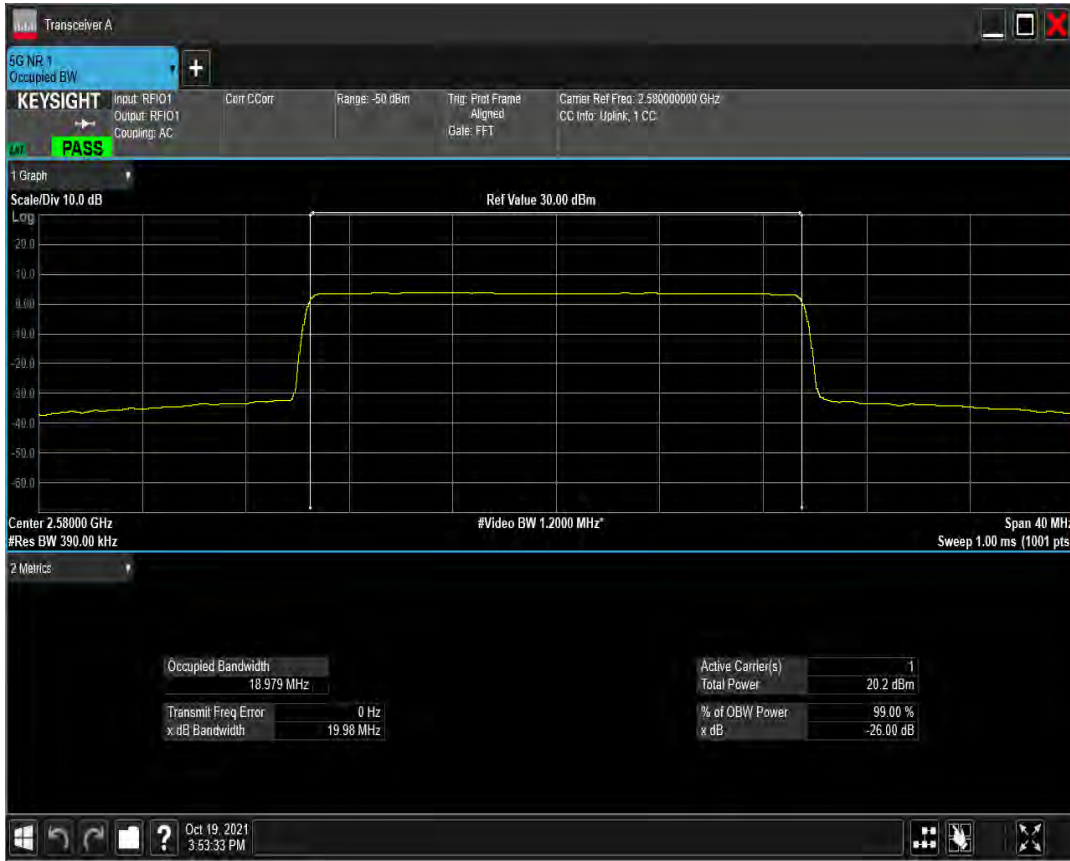 Transceiver A
5G NR 1
Occupied BW
+
KEYSIGHT
PASS
Input: RFIO1
Output: RFIO1
Coupling: AC
Corr CCorr
Range: -50 dBm
Trig: Prot Frame
Aligned
Gate: FFT
Carrier Ref Freq: 2.580000000 GHz
CC Info: Uplink, 1 CC
1 Graph
Scale/Div 10.0 dB
Ref Value 30.00 dBm
Log
20.0
10.0
0.00
-10.0
-20.0
-30.0
-40.0
-50.0
-60.0
Center 2.58000 GHz
#Video BW 1.2000 MHz*
Span 40 MHz
#Res BW 390.00 kHz
Sweep 1.00 ms (1001 pts
2 Metrics
Occupied Bandwidth
18.979 MHz
Transmit Freq Error 0 Hz
x dB Bandwidth 19.98 MHz
Active Carrier(s) 1
Total Power 20.2 dBm
% of OBW Power 99.00 %
x dB -26.00 dB
?
Oct 19, 2021
3:53:33 PM